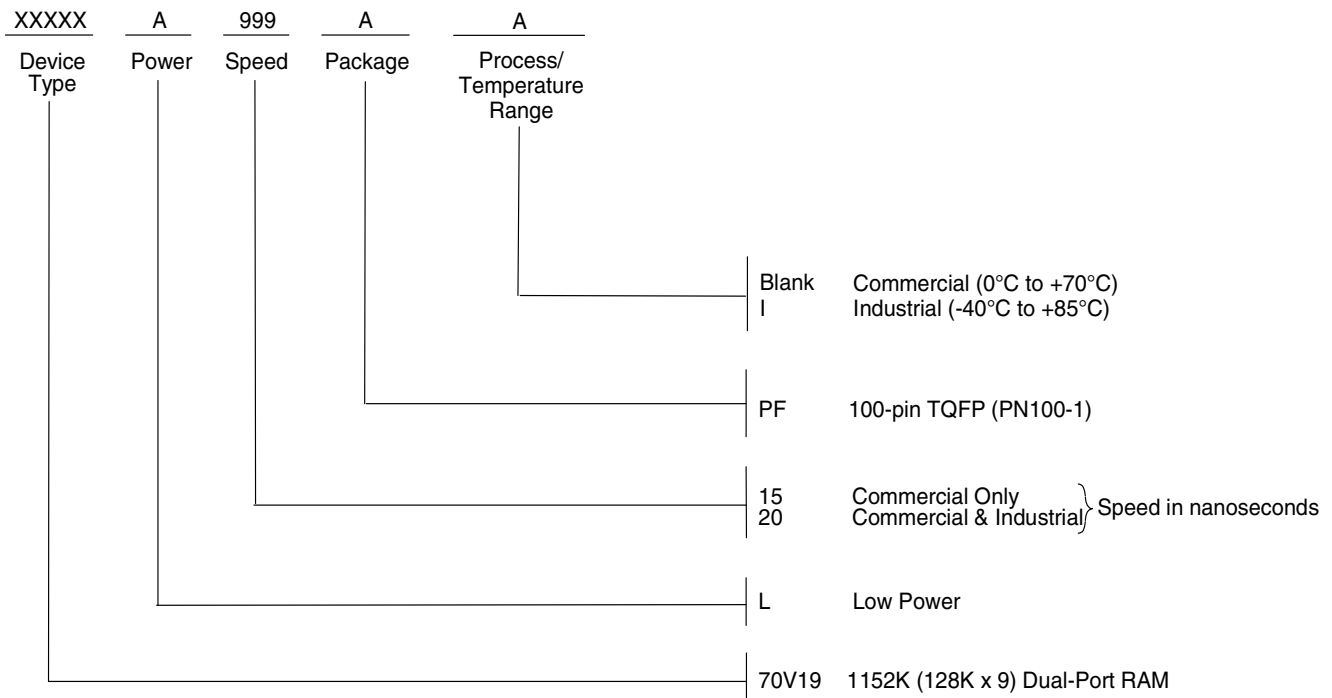 XXXXX A 999 A A
Device Type Power Speed Package Process/ Temperature Range
Blank Commercial (0°C to +70°C)
I Industrial (-40°C to +85°C)
PF 100-pin TQFP (PN100-1)
15 Commercial Only
20 Commercial & Industrial
Speed in nanoseconds
L Low Power
70V19 1152K (128K x 9) Dual-Port RAM